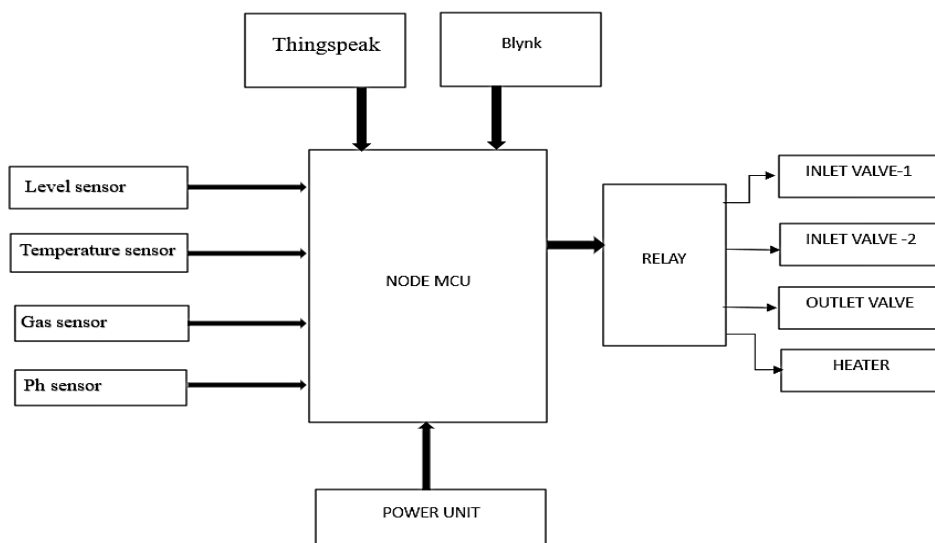 Thingspeak
Blynk
Level sensor
Temperature sensor
Gas sensor
Ph sensor
NODE MCU
RELAY
INLET VALVE-1
INLET VALVE -2
OUTLET VALVE
HEATER
POWER UNIT